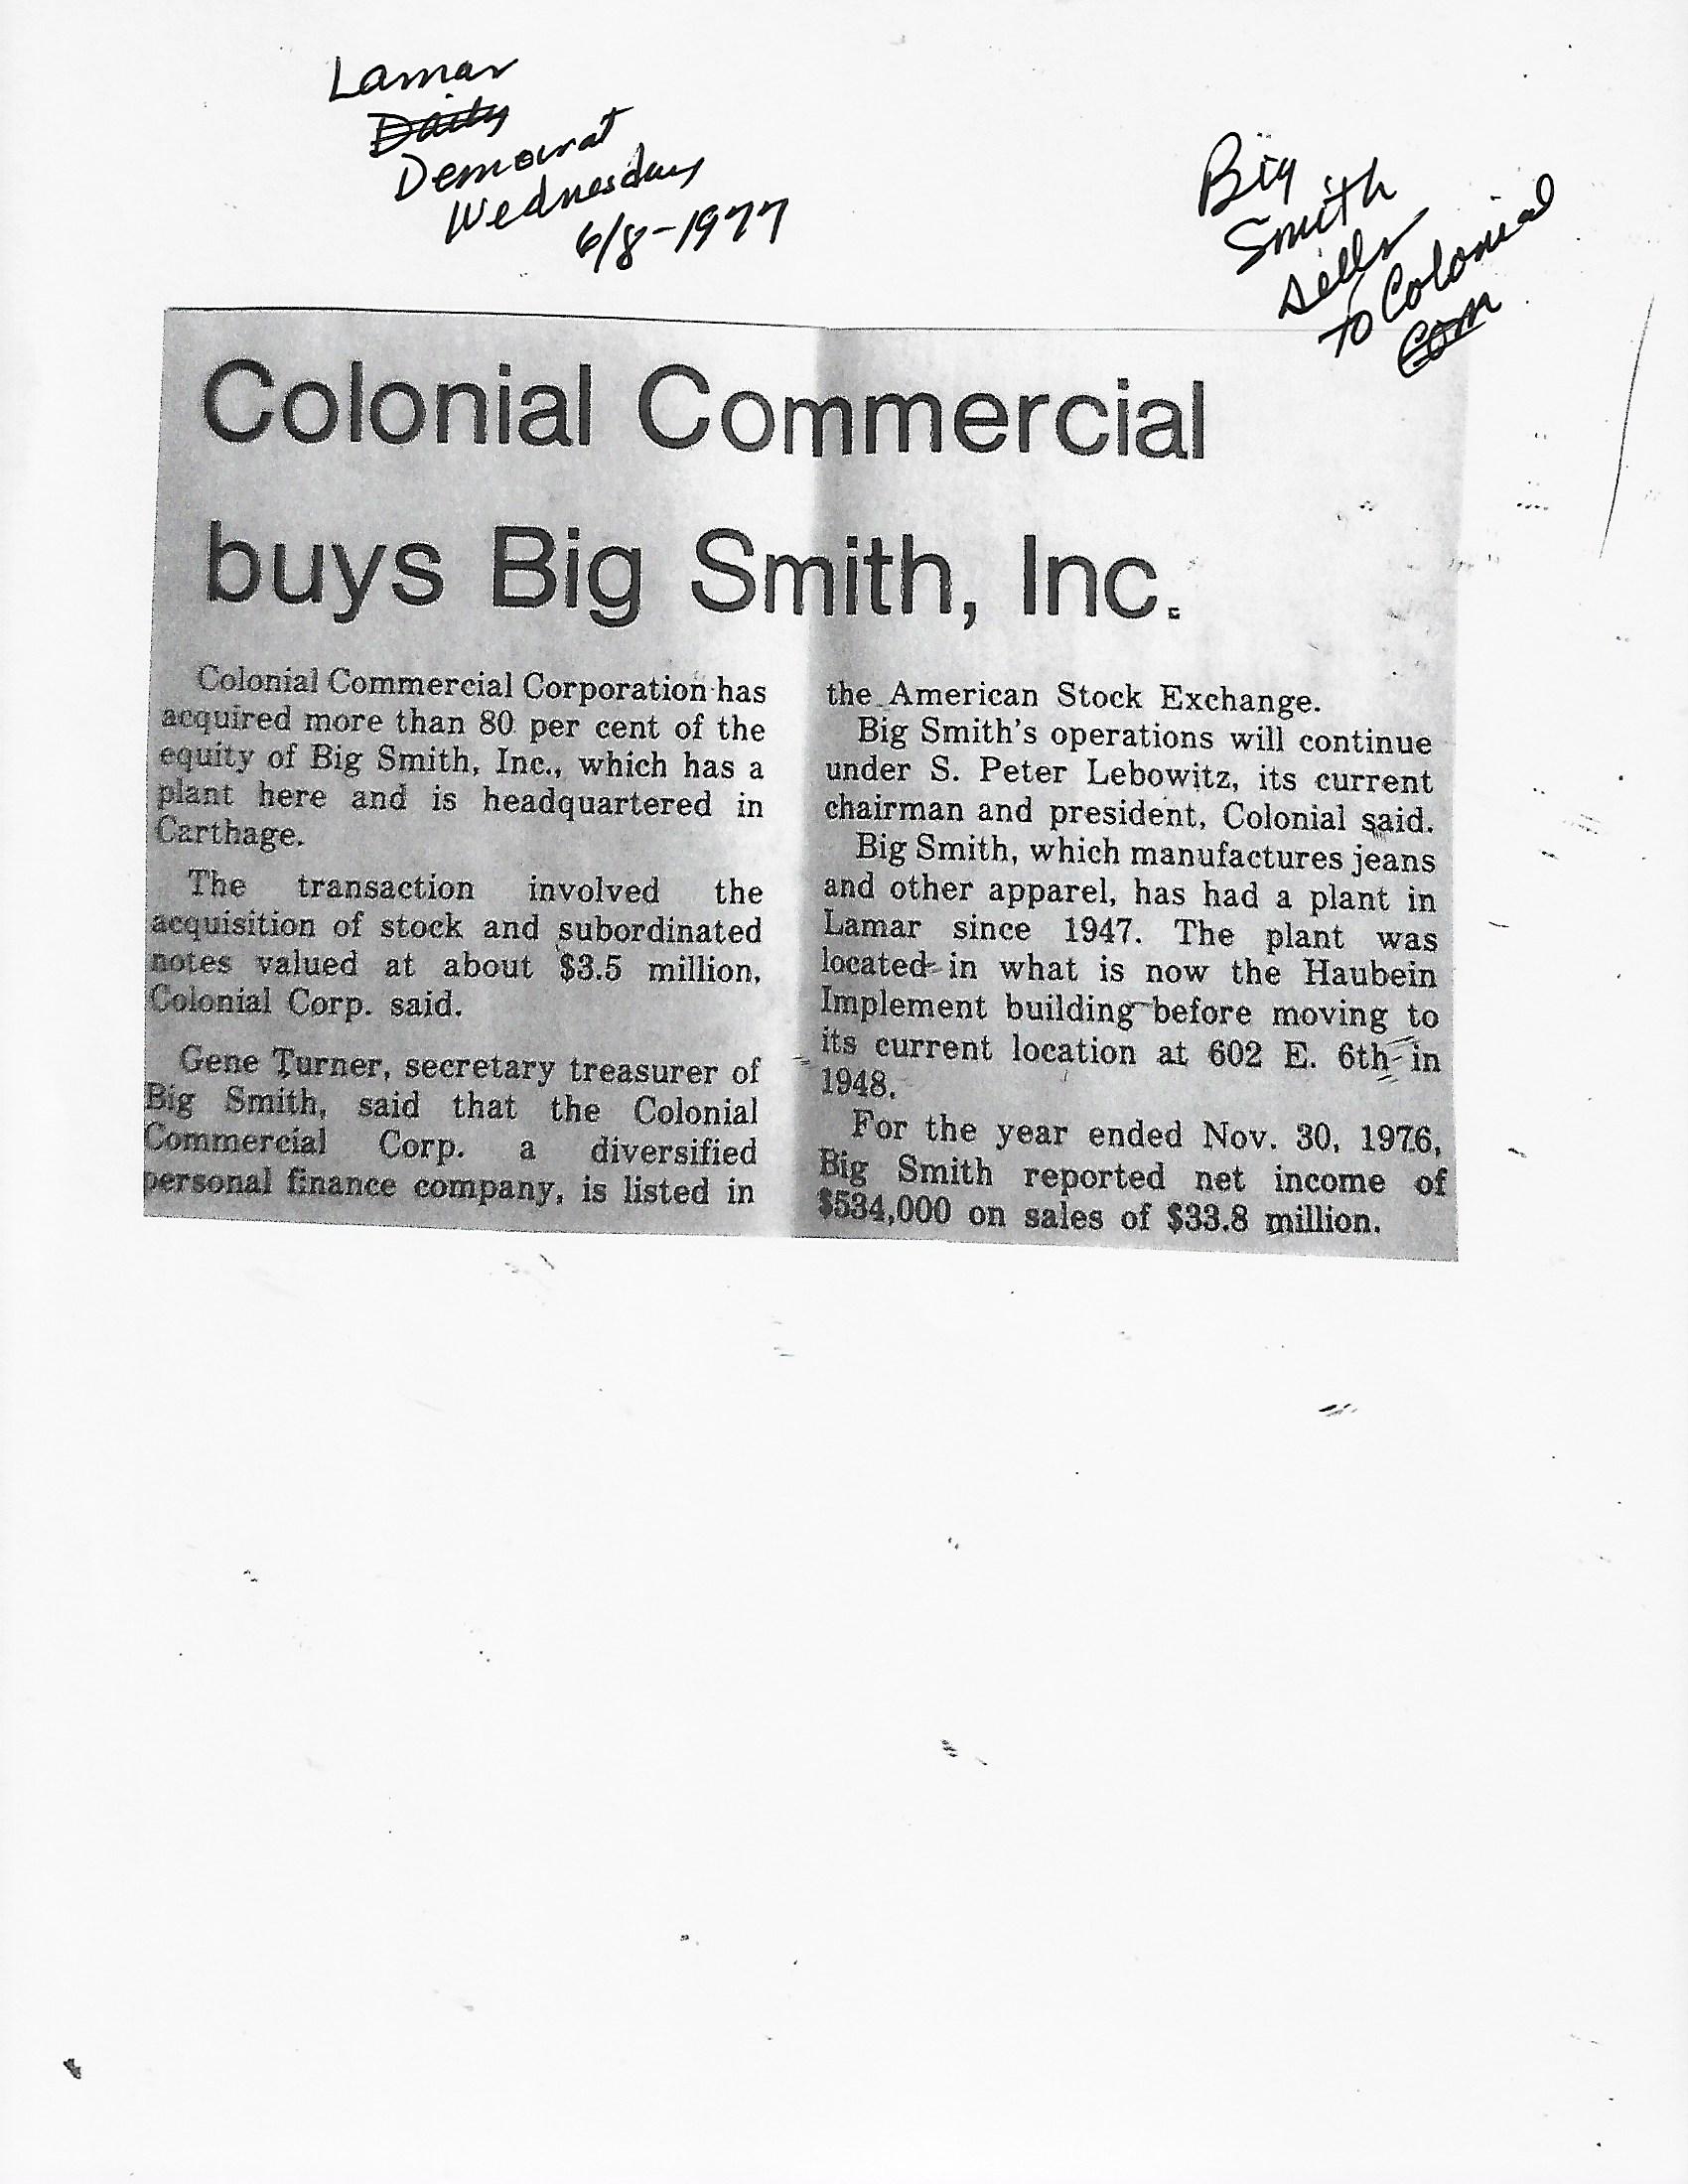 Lamar
Daily
Democrat
Wednesday
6/8-1977
Big
Smith
sells
to Colonial
Com
Colonial Commercial
buys Big Smith, Inc.
Colonial Commercial Corporation has
acquired more than 80 per cent of the
equity of Big Smith, Inc., which has a
plant here and is headquartered in
Carthage.
The transaction involved the
acquisition of stock and subordinated
notes valued at about $3.5 million,
Colonial Corp. said.
Gene Turner, secretary treasurer of
Big Smith, said that the Colonial
Commercial Corp. a diversified
personal finance company, is listed in
the American Stock Exchange.
Big Smith's operations will continue
under S. Peter Lebowitz, its current
chairman and president, Colonial said.
Big Smith, which manufactures jeans
and other apparel, has had a plant in
Lamar since 1947. The plant was
located in what is now the Haubein
Implement building before moving to
its current location at 602 E. 6th in
1948.
For the year ended Nov. 30, 1976,
Big Smith reported net income of
$534,000 on sales of $33.8 million.